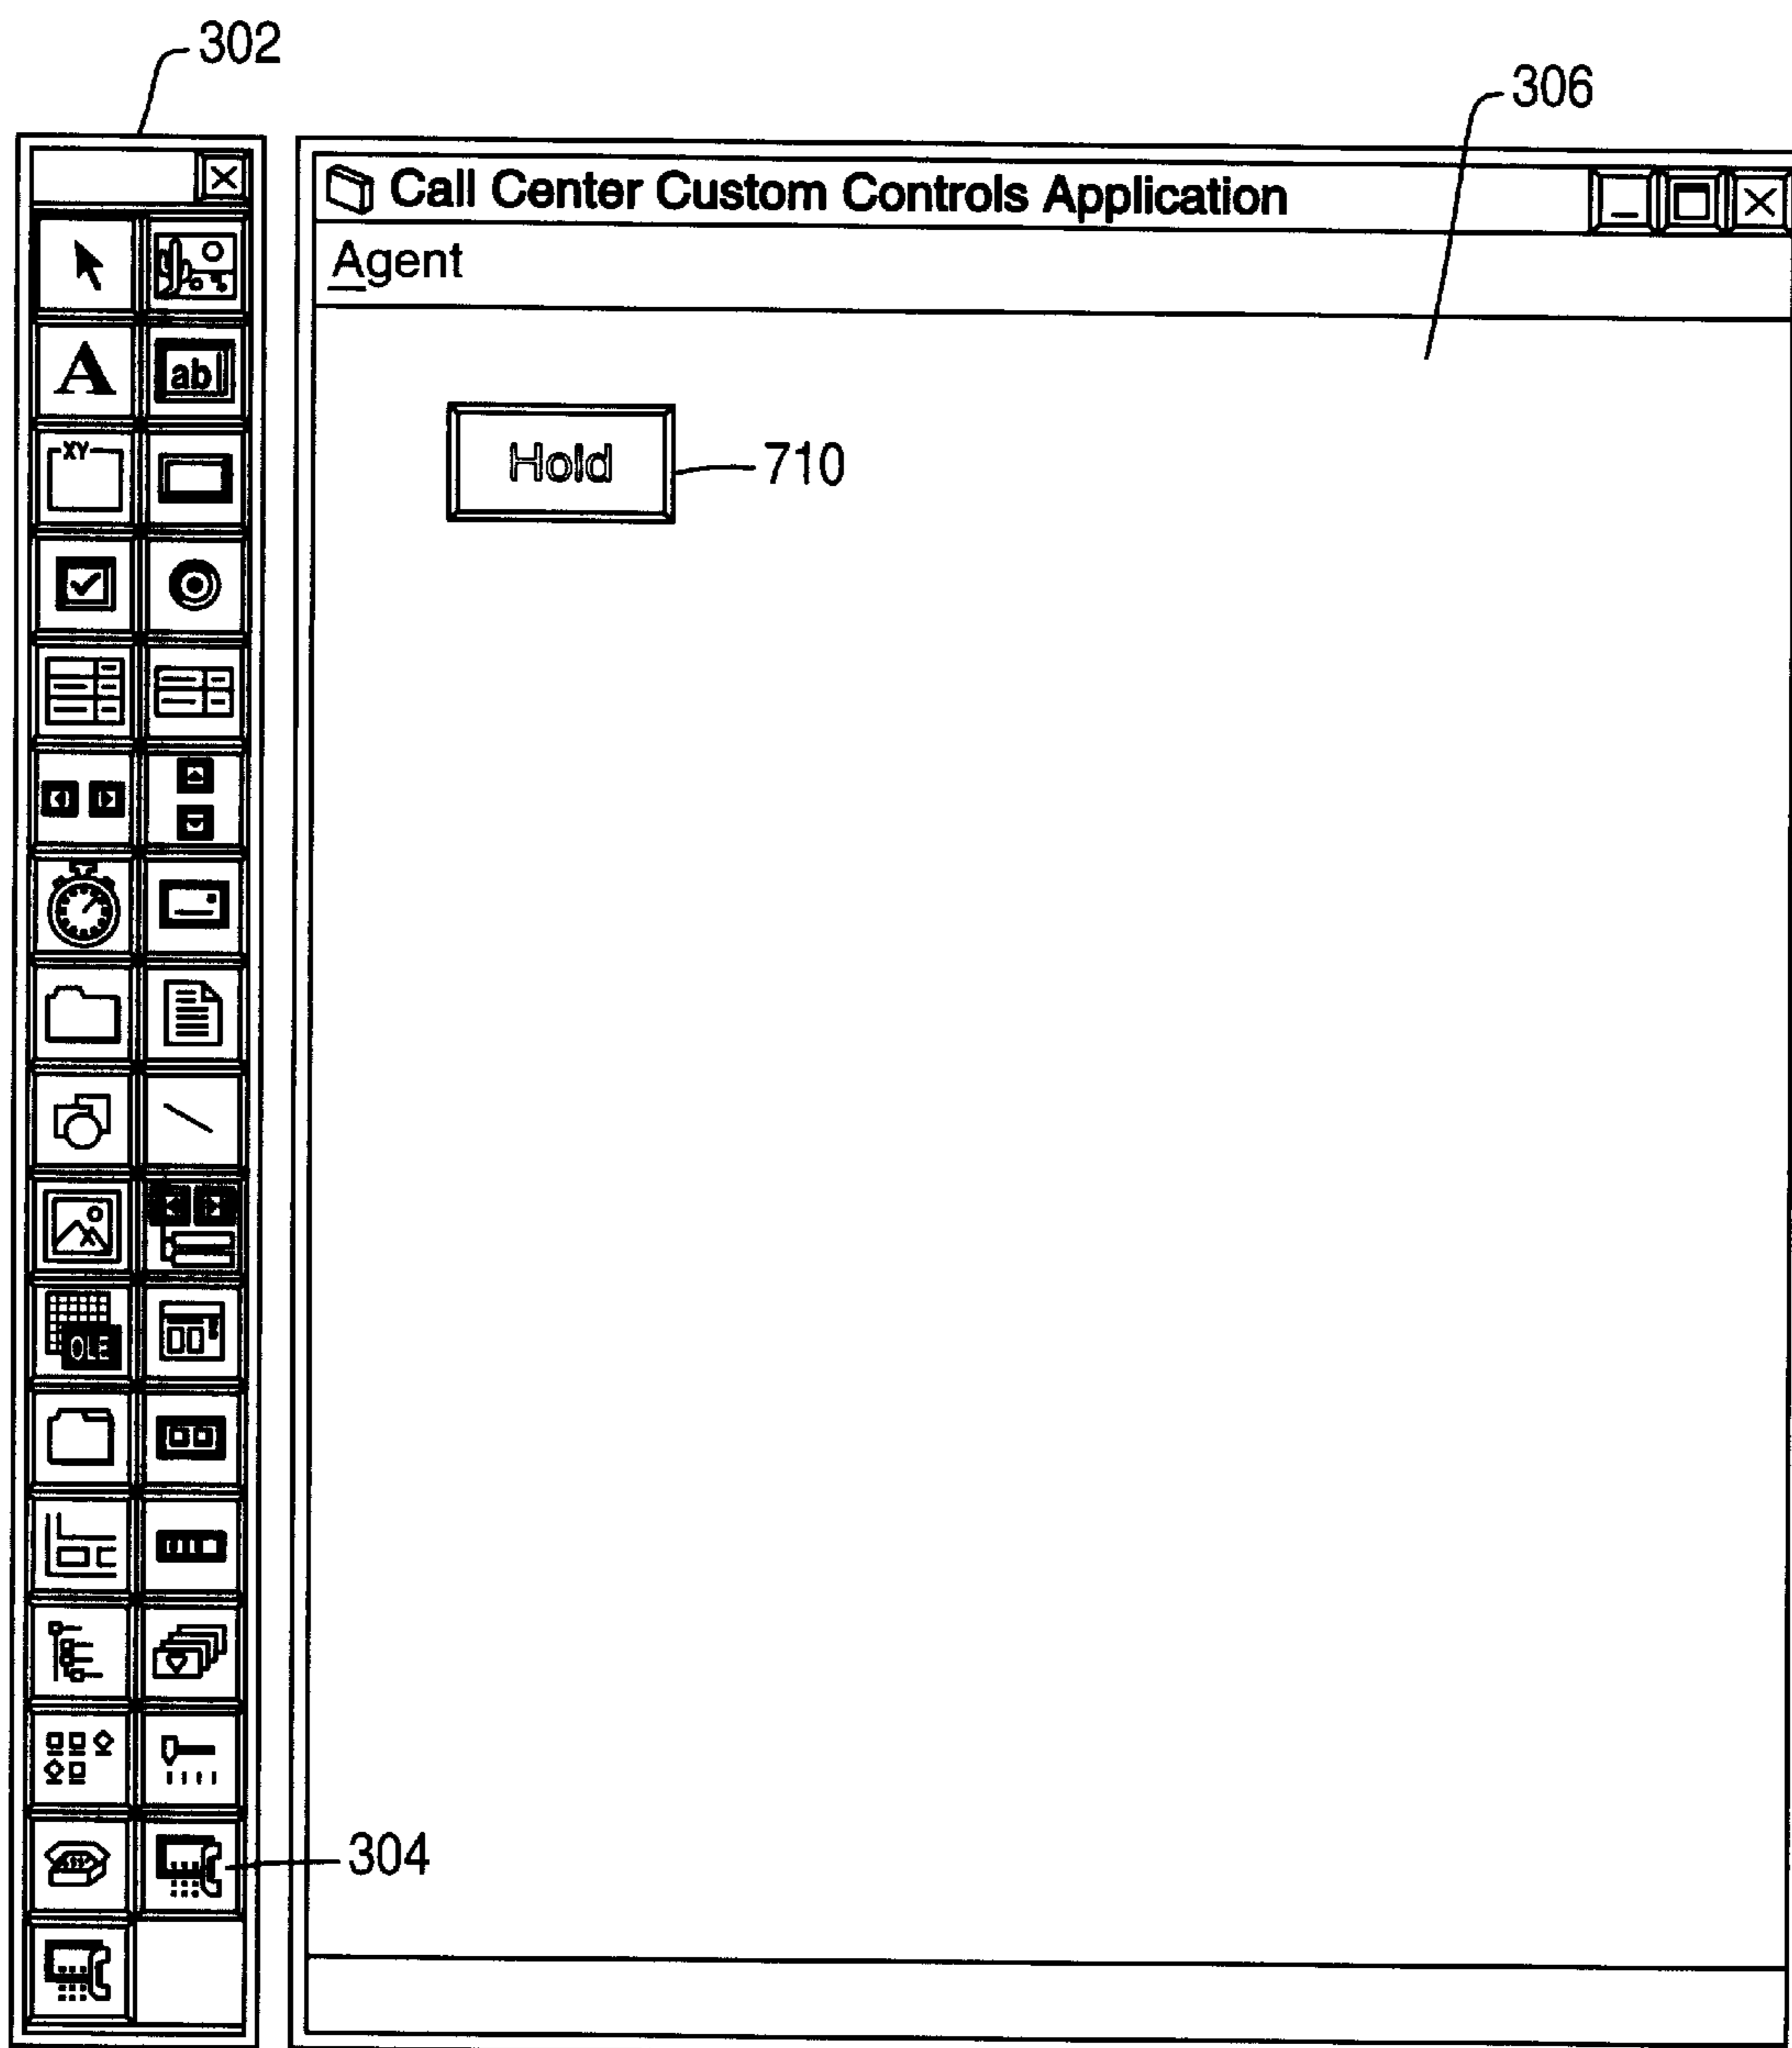 302
306
Call Center Custom Controls Application
Agent
A
ab
XY
Hold
710
OLE
304